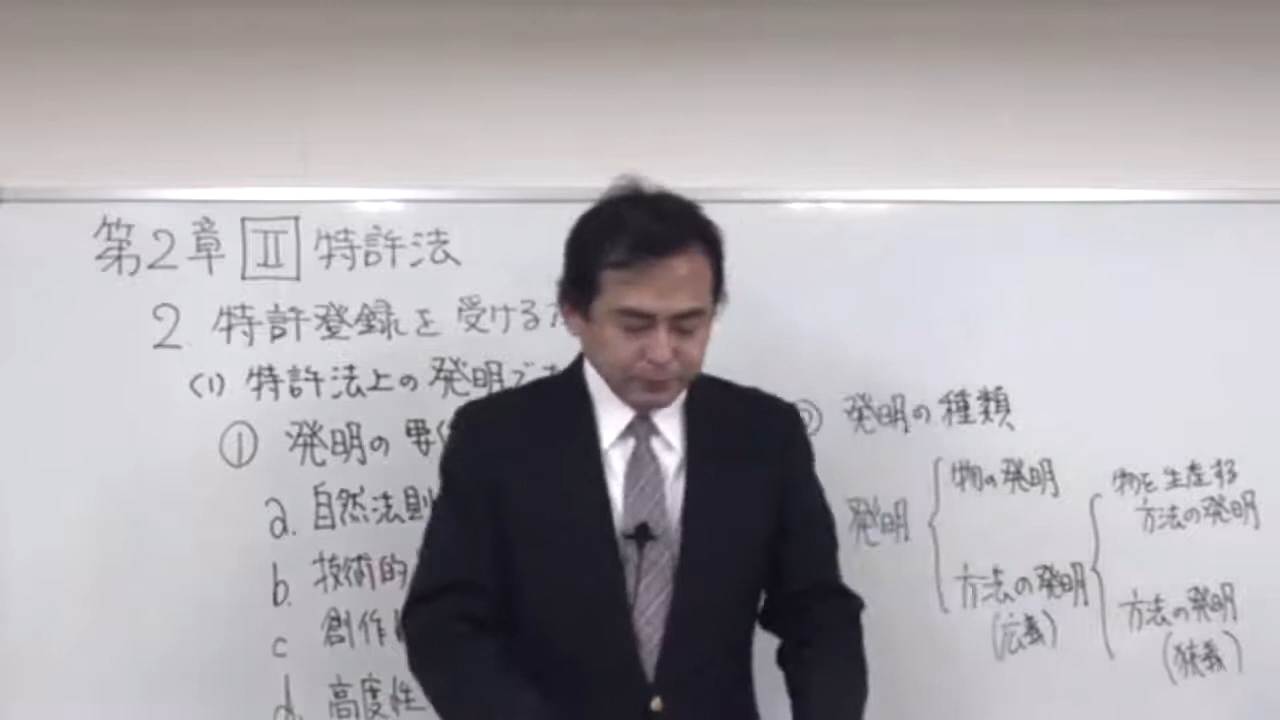 第2章 Ⅱ 特許法
2. 特許登録を受けるた
(1) 特許法上の発明で
① 発明の要件
a. 自然法則
b. 技術的
c 創作
d. 高度性
② 発明の種類
発明
物の発明
方法の発明
(広義)
物を生産する
方法の発明
方法の発明
(狭義)